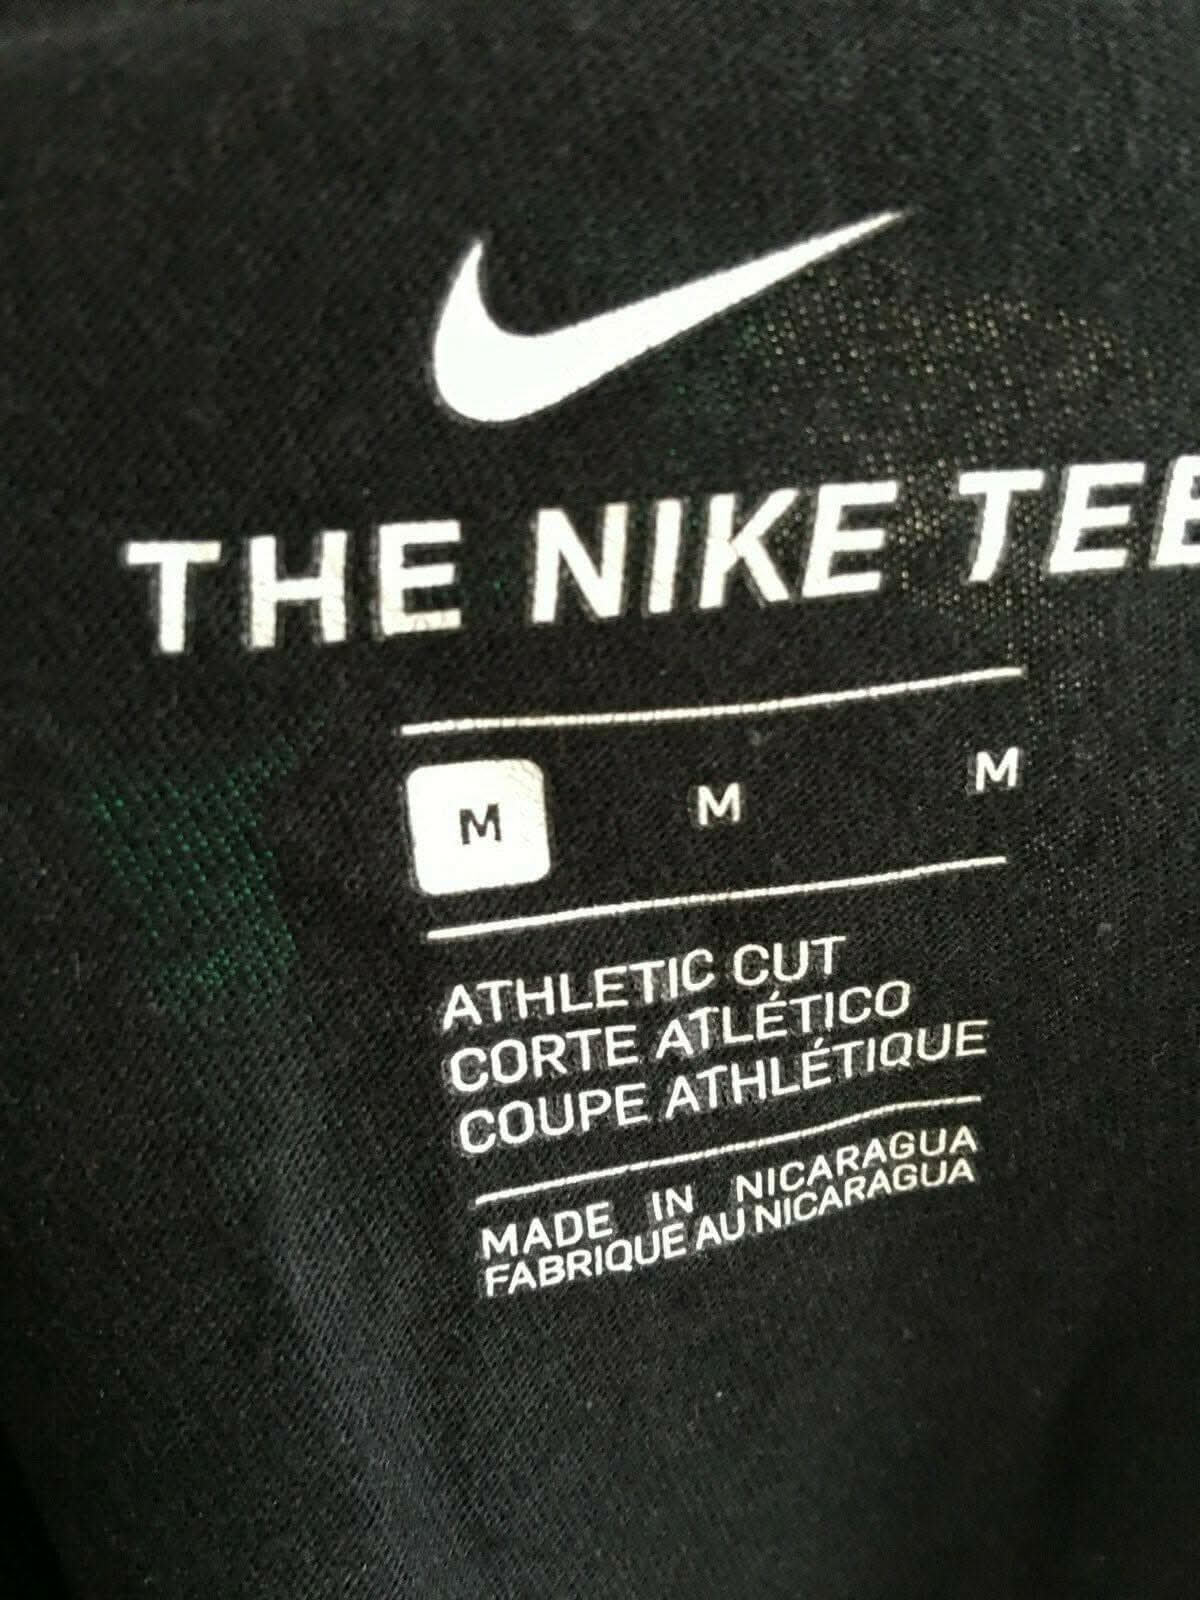 THE NIKE TEE
M M M
ATHLETIC CUT
CORTE ATLÉTICO
COUPE ATHLÉTIQUE
MADE IN NICARAGUA
FABRIQUE AU NICARAGUA